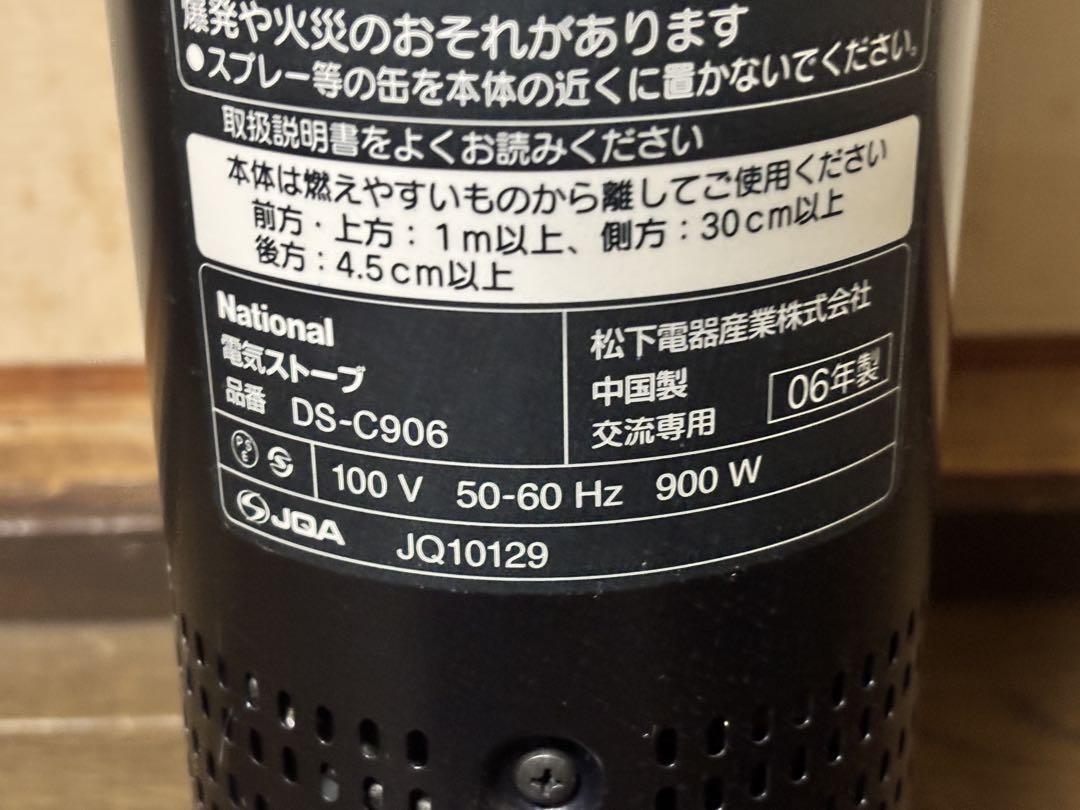 爆発や火災のおそれがあります
●スプレー等の缶を本体の近くに置かないでください。
取扱説明書をよくお読みください
本体は燃えやすいものから離してご使用ください
前方・上方：1m以上、側方：30cm以上
後方：4.5cm以上
National
電気ストーブ
品番 DS-C906
松下電器産業株式会社
中国製 06年製
交流専用
PSE 100 V 50-60 Hz 900 W
JQA JQ10129